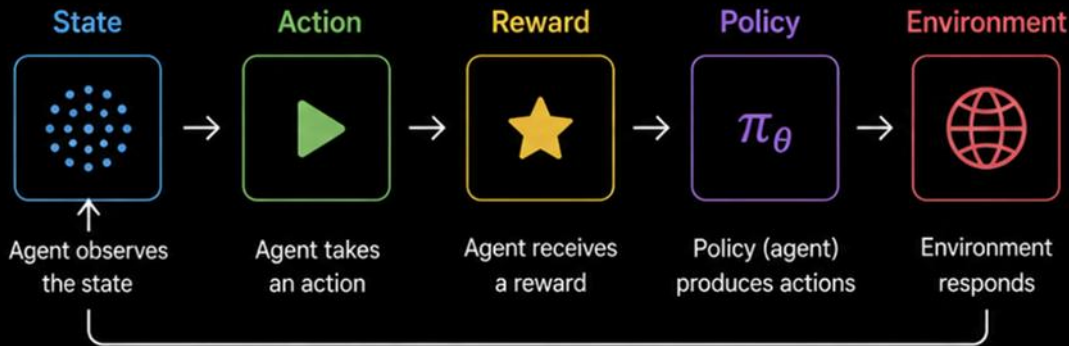 State
Action
Reward
Policy
Environment
π_θ
Agent observes
the state
Agent takes
an action
Agent receives
a reward
Policy (agent)
produces actions
Environment
responds